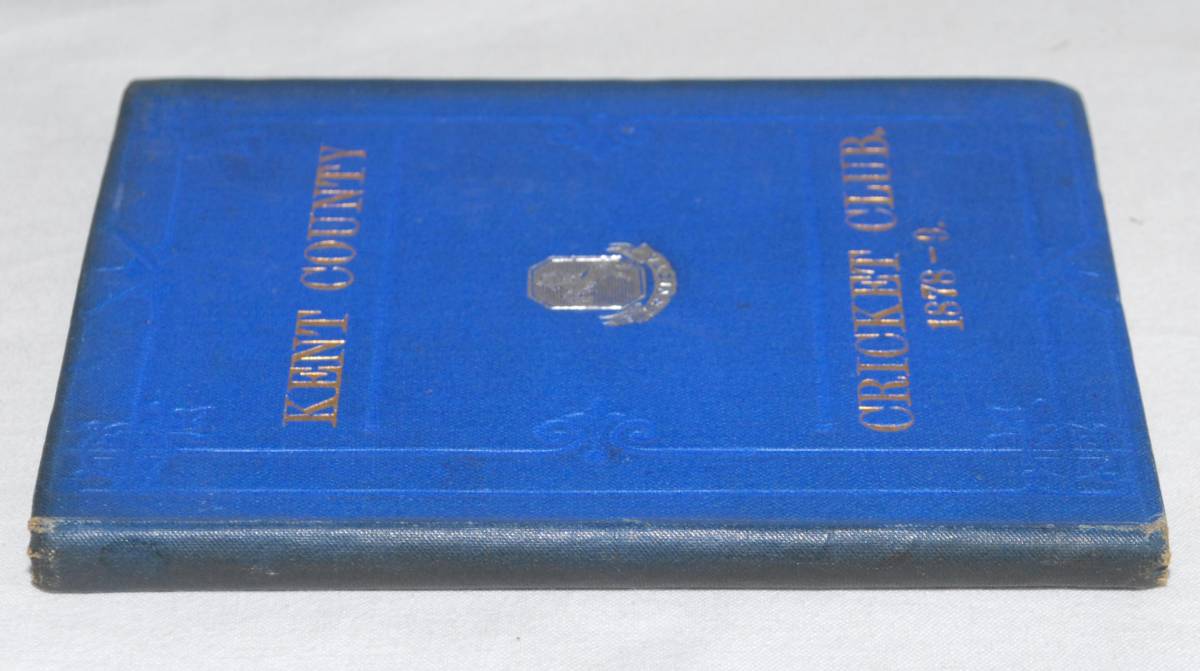 KENT COUNTY
CRICKET CLUB.
1878-9.